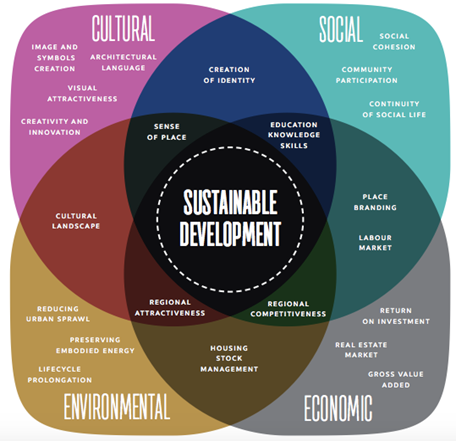 CULTURAL
IMAGE AND
SYMBOLS
CREATION
ARCHITECTURAL
LANGUAGE
VISUAL
ATTRACTIVENESS
CREATIVITY AND
INNOVATION
CREATION
OF IDENTITY
SOCIAL
SOCIAL
COHESION
COMMUNITY
PARTICIPATION
CONTINUITY
OF SOCIAL LIFE
SENSE
OF PLACE
EDUCATION
KNOWLEDGE
SKILLS
CULTURAL
LANDSCAPE
SUSTAINABLE
DEVELOPMENT
PLACE
BRANDING
LABOUR
MARKET
REGIONAL
ATTRACTIVENESS
REGIONAL
COMPETITIVENESS
REDUCING
URBAN SPRAWL
PRESERVING
EMBODIED ENERGY
LIFECYCLE
PROLONGATION
ENVIRONMENTAL
HOUSING
STOCK
MANAGEMENT
RETURN
ON INVESTMENT
REAL ESTATE
MARKET
GROSS VALUE
ADDED
ECONOMIC